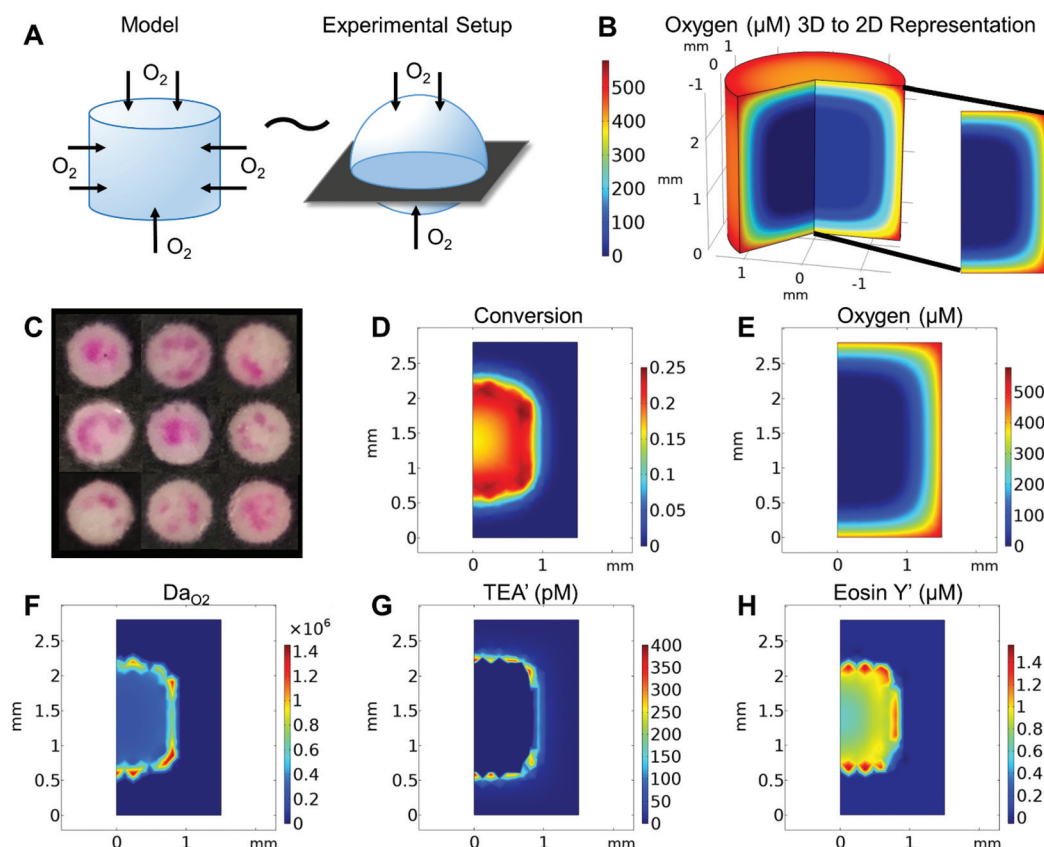 A
Model
Experimental Setup
O2
O2
O2
O2
O2
O2
B
Oxygen (μM) 3D to 2D Representation
500
400
300
200
100
0
mm
1
0
-1
2
mm
1
0
1
0
mm
-1
C
D
Conversion
2.5
2
mm
1.5
1
0.5
0
0
1
mm
0.25
0.2
0.15
0.1
0.05
0
E
Oxygen (μM)
2.5
2
mm
1.5
1
0.5
0
0
1
mm
500
400
300
200
100
0
F
DaO2
2.5
2
mm
1.5
1
0.5
0
0
1
mm
×10^6
1.4
1.2
1
0.8
0.6
0.4
0.2
0
G
TEA' (pM)
2.5
2
mm
1.5
1
0.5
0
0
1
mm
400
350
300
250
200
150
100
50
0
H
Eosin Y' (μM)
2.5
2
mm
1.5
1
0.5
0
0
1
mm
1.4
1.2
1
0.8
0.6
0.4
0.2
0